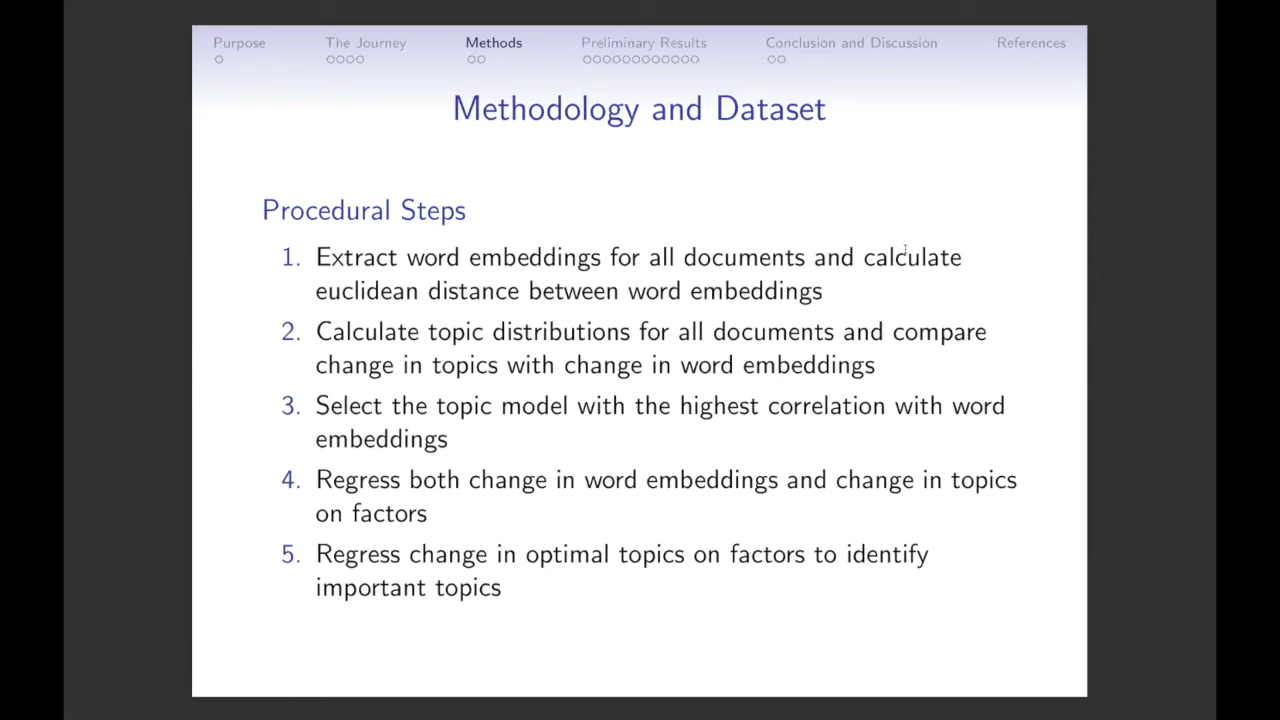 Purpose The Journey Methods Preliminary Results Conclusion and Discussion References
Methodology and Dataset
Procedural Steps
1. Extract word embeddings for all documents and calculate
euclidean distance between word embeddings
2. Calculate topic distributions for all documents and compare
change in topics with change in word embeddings
3. Select the topic model with the highest correlation with word
embeddings
4. Regress both change in word embeddings and change in topics
on factors
5. Regress change in optimal topics on factors to identify
important topics